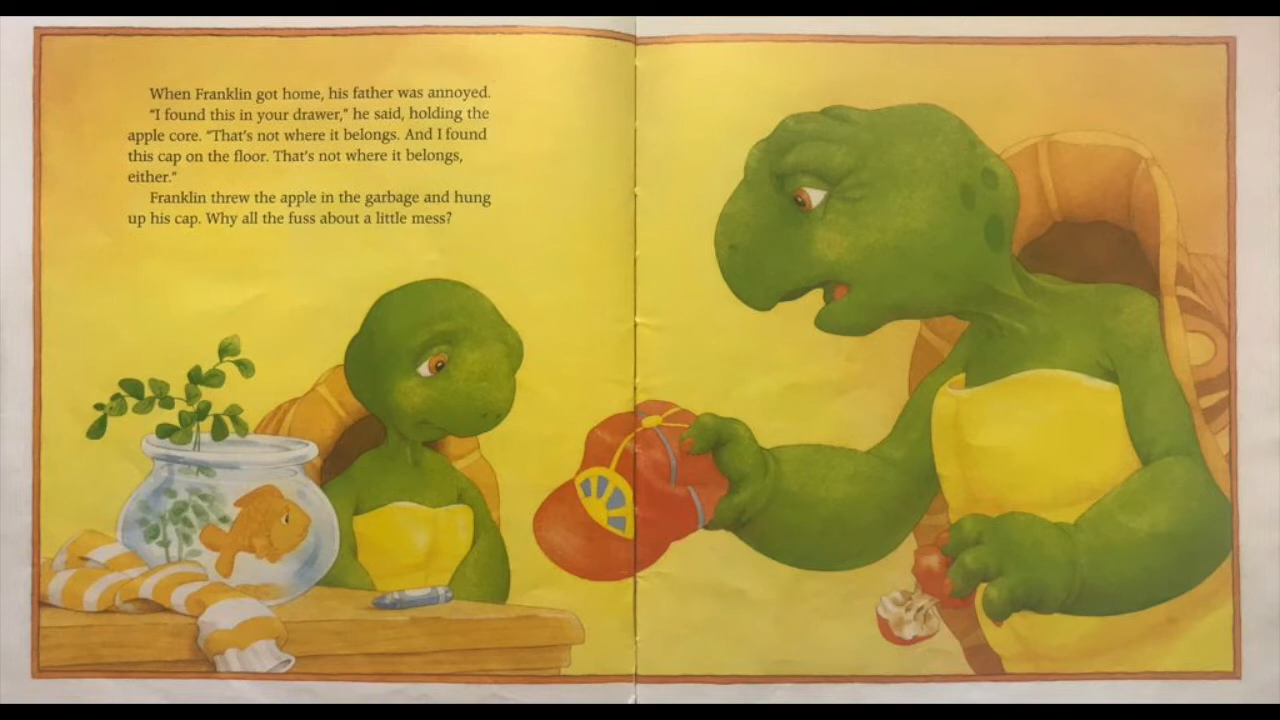 When Franklin got home, his father was annoyed.
"I found this in your drawer," he said, holding the
apple core. "That's not where it belongs. And I found
this cap on the floor. That's not where it belongs,
either."
Franklin threw the apple in the garbage and hung
up his cap. Why all the fuss about a little mess?